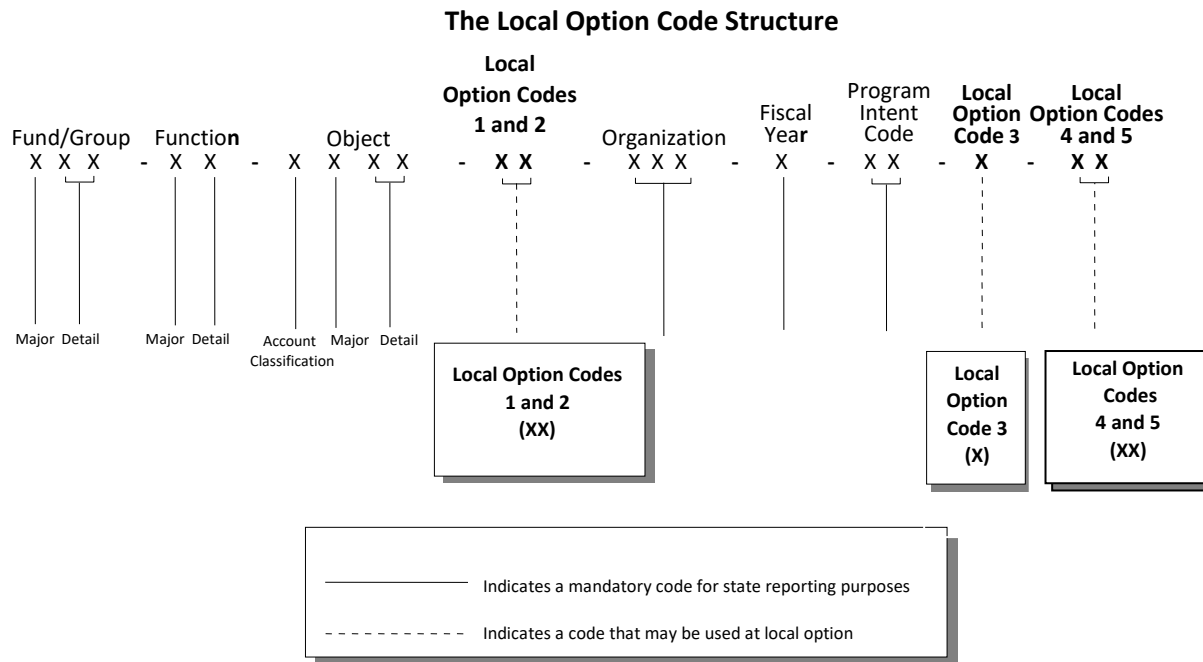 The Local Option Code Structure
Local
Option Codes
1 and 2
Fund/Group
Function
Object
Organization
Fiscal
Year
Program
Intent
Code
Local
Option
Code 3
Local
Option Codes
4 and 5
X X X - X X - X X X X - X X - X X X - X - X X - X - X X
Major Detail
Major Detail
Account
Classification
Major Detail
Local Option Codes
1 and 2
(XX)
Local
Option
Code 3
(X)
Local Option
Codes
4 and 5
(XX)
Indicates a mandatory code for state reporting purposes
Indicates a code that may be used at local option